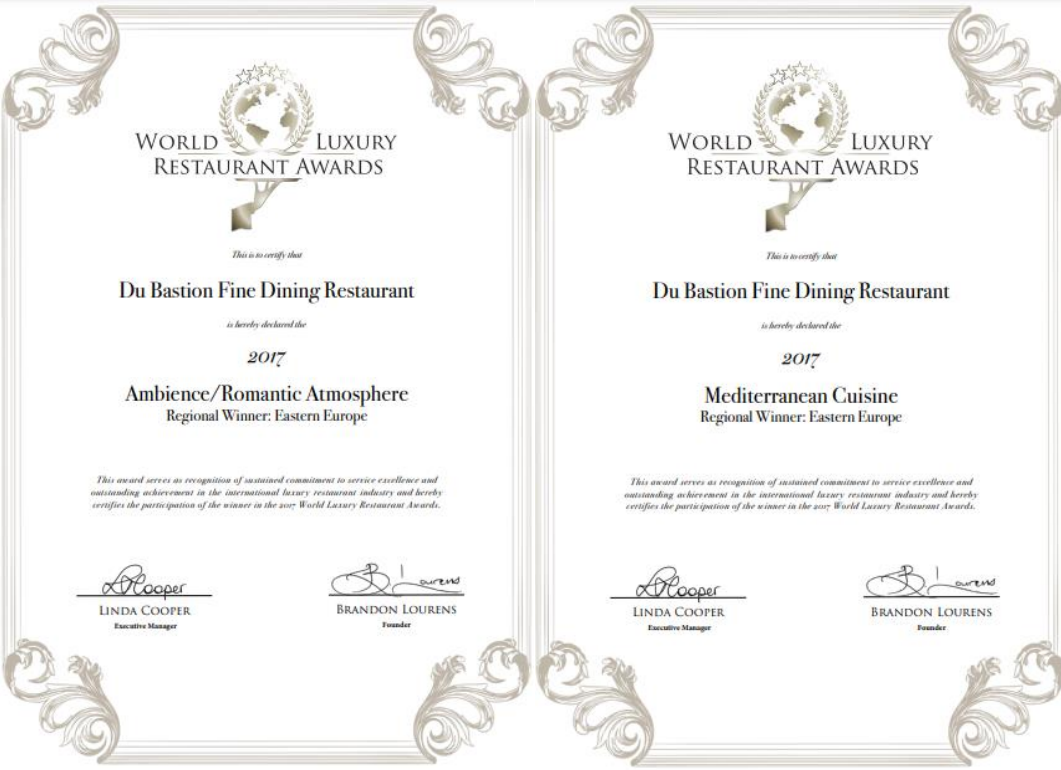 WORLD LUXURY
RESTAURANT AWARDS
This is to certify that
Du Bastion Fine Dining Restaurant
is hereby declared the
2017
Ambience/Romantic Atmosphere
Regional Winner: Eastern Europe
This award serves as recognition of sustained commitment to service excellence and
outstanding achievement in the international luxury restaurant industry and hereby
certifies the participation of the winner in the 2017 World Luxury Restaurant Awards.
LINDA COOPER
Executive Manager
BRANDON LOURENS
Founder
WORLD LUXURY
RESTAURANT AWARDS
This is to certify that
Du Bastion Fine Dining Restaurant
is hereby declared the
2017
Mediterranean Cuisine
Regional Winner: Eastern Europe
This award serves as recognition of sustained commitment to service excellence and
outstanding achievement in the international luxury restaurant industry and hereby
certifies the participation of the winner in the 2017 World Luxury Restaurant Awards.
LINDA COOPER
Executive Manager
BRANDON LOURENS
Founder